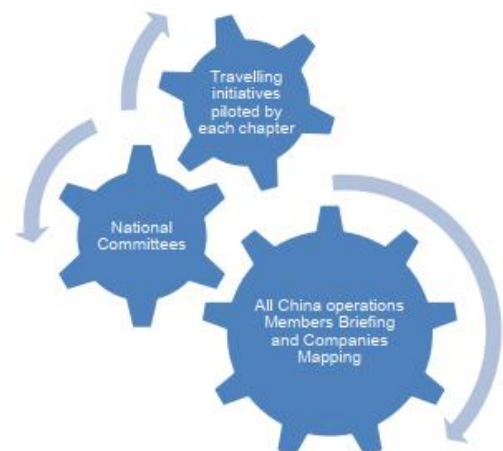 Travelling
initiatives
piloted by
each chapter
National
Committees
All China operations
Members Briefing
and Companies
Mapping